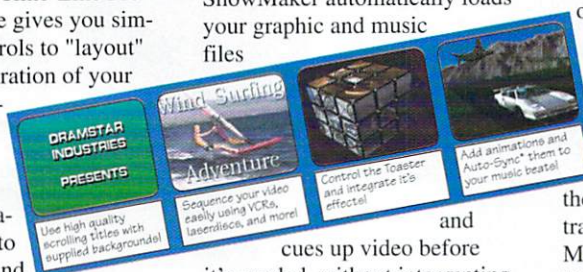 e gives you sim-
rols to "layout"
ration of your
ShowMaker automatically loads
your graphic and music
files
DRAMSTAR
INDUSTRIES
PRESENTS
Use high quality
scrolling titles with
supplied backgrounds!
Wind Surfing
Adventure
Sequence your video
easily using VCRs,
laserdiscs, and more!
Control the Toaster
and integrate it's
effects!
Add animations and
Auto-Sync* them to
your music beats!
and
cues up video before
to